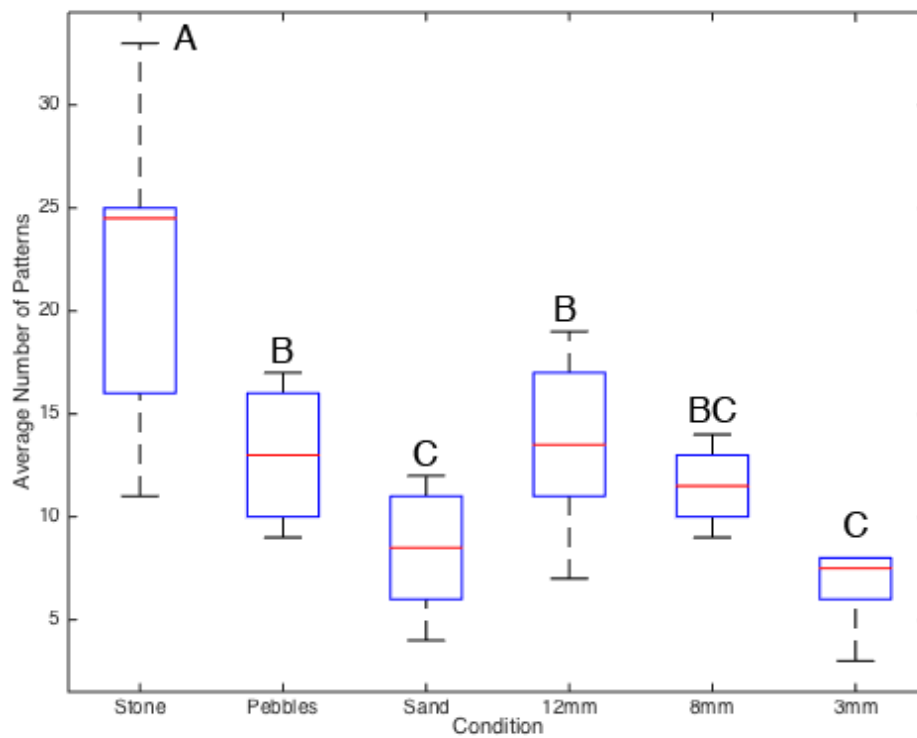 A
30
25
20
15
10
5
B
C
B
BC
C
Average Number of Patterns
Stone Pebbles Sand 12mm 8mm 3mm
Condition